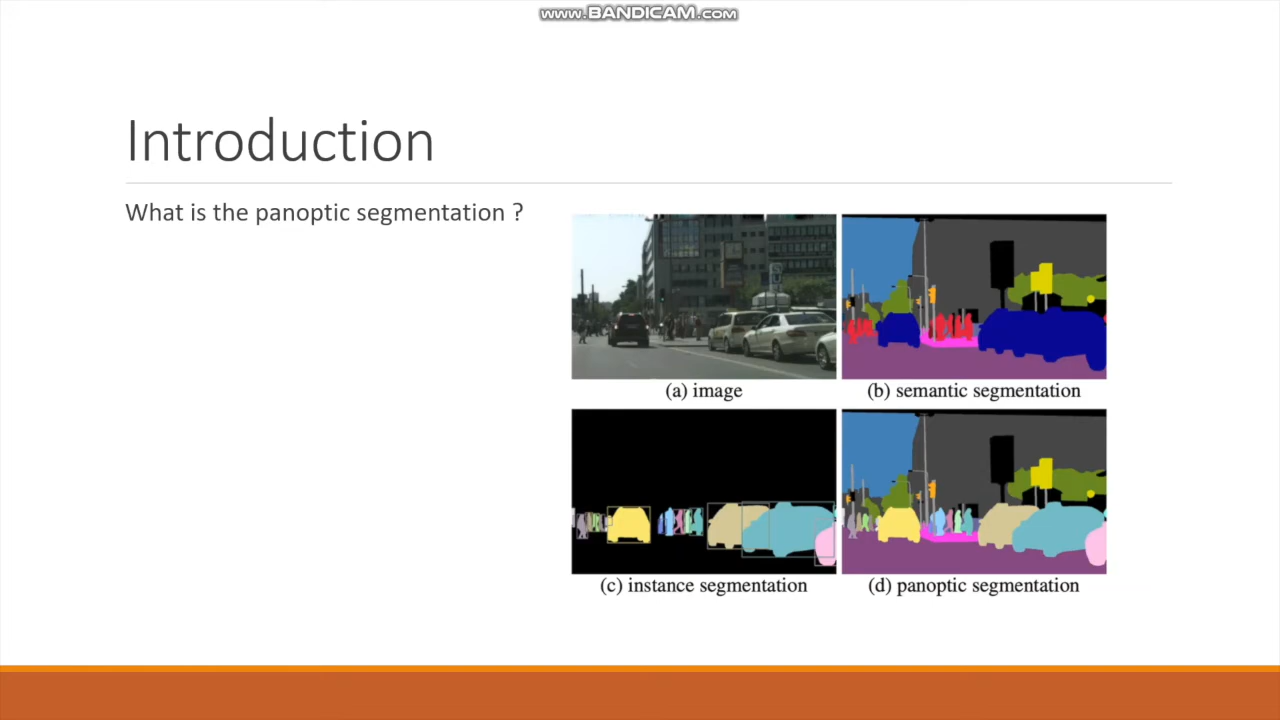 www.BANDICAM.com
Introduction
What is the panoptic segmentation ?
(a) image
(b) semantic segmentation
(c) instance segmentation
(d) panoptic segmentation